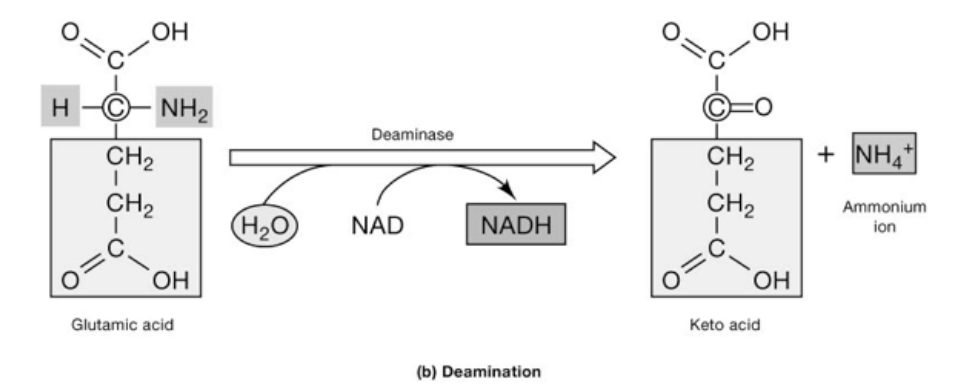 O OH O OH
C C
H C NH₂ C O
Deaminase
CH₂ CH₂
+ NH₄⁺
CH₂ CH₂
H₂O NAD NADH
Ammonium
ion
C C
O OH O OH
Glutamic acid Keto acid
(b) Deamination